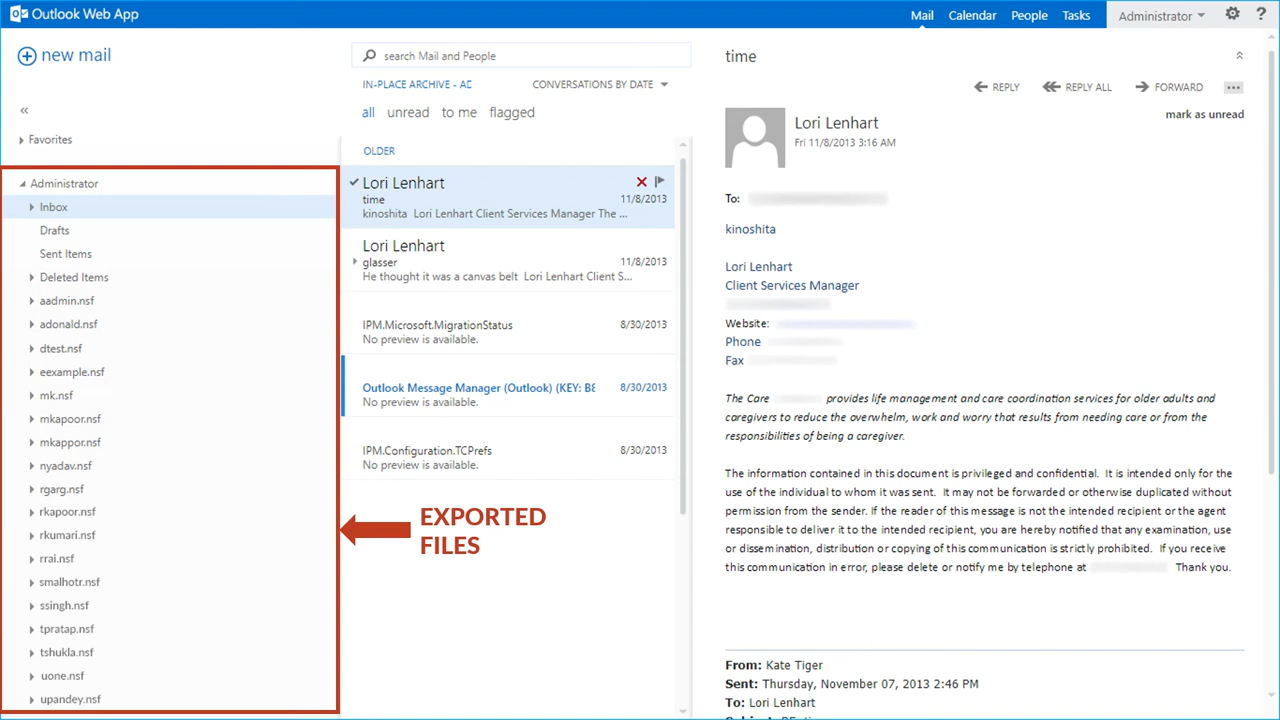 Outlook Web App
Mail Calendar People Tasks Administrator ?
new mail
«
Favorites
Administrator
Inbox
Drafts
Sent Items
Deleted Items
aadmin.nsf
adonald.nsf
dtest.nsf
eexample.nsf
mk.nsf
mkapoor.nsf
mkappor.nsf
nyadav.nsf
rgarg.nsf
rkapoor.nsf
rkumari.nsf
rrai.nsf
smalhotr.nsf
ssingh.nsf
tpratap.nsf
tshukla.nsf
uone.nsf
upandey.nsf
search Mail and People
IN-PLACE ARCHIVE - AD CONVERSATIONS BY DATE
all unread to me flagged
OLDER
Lori Lenhart
time 11/8/2013
kinoshita Lori Lenhart Client Services Manager The ...
Lori Lenhart
glasser 11/8/2013
He thought it was a canvas belt Lori Lenhart Client S...
IPM.Microsoft.MigrationStatus 8/30/2013
No preview is available.
Outlook Message Manager (Outlook) (KEY: B8 8/30/2013
No preview is available.
IPM.Configuration.TCPrefs 8/30/2013
No preview is available.
EXPORTED
FILES
time
REPLY REPLY ALL FORWARD ...
mark as unread
Lori Lenhart
Fri 11/8/2013 3:16 AM
To:
kinoshita
Lori Lenhart
Client Services Manager
Website:
Phone
Fax
The Care provides life management and care coordination services for older adults and
caregivers to reduce the overwhelm, work and worry that results from needing care or from the
responsibilities of being a caregiver.
The information contained in this document is privileged and confidential. It is intended only for the
use of the individual to whom it was sent. It may not be forwarded or otherwise duplicated without
permission from the sender. If the reader of this message is not the intended recipient or the agent
responsible to deliver it to the intended recipient, you are hereby notified that any examination, use
or dissemination, distribution or copying of this communication is strictly prohibited. If you receive
this communication in error, please delete or notify me by telephone at Thank you.
From: Kate Tiger
Sent: Thursday, November 07, 2013 2:46 PM
To: Lori Lenhart